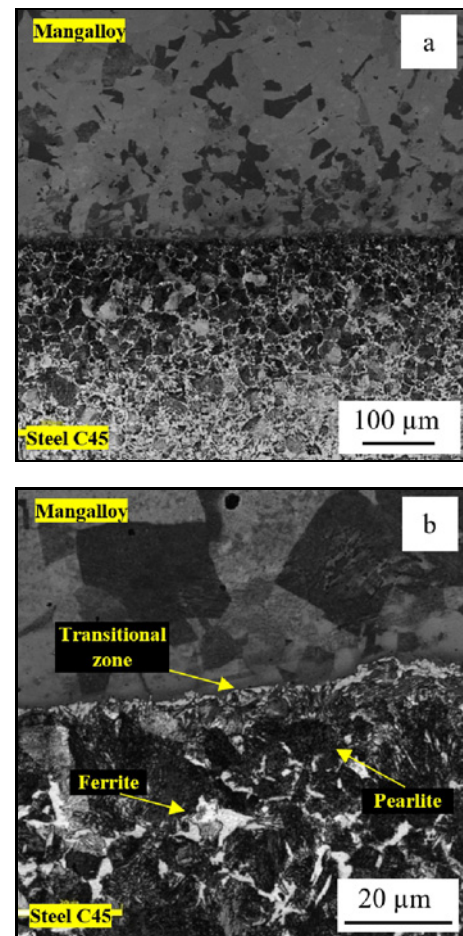 Mangalloy
a
100 µm
Steel C45
Mangalloy
b
Transitional
zone
Ferrite
Pearlite
20 µm
Steel C45